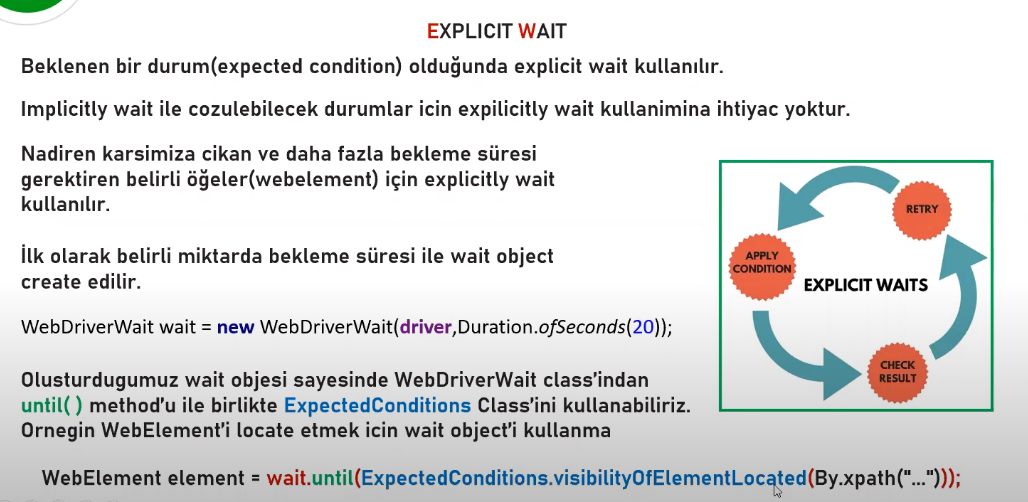 EXPLICIT WAIT
Beklenen bir durum(expected condition) olduğunda explicit wait kullanılır.
Implicitly wait ile cozulebilecek durumlar icin expilicitly wait kullanimina ihtiyac yoktur.
Nadiren karsimiza cikan ve daha fazla bekleme süresi
gerektiren belirli öğeler(webelement) için explicitly wait
kullanılır.
İlk olarak belirli miktarda bekleme süresi ile wait object
create edilir.
WebDriverWait wait = new WebDriverWait(driver,Duration.ofSeconds(20));
Olusturdugumuz wait objesi sayesinde WebDriverWait class'indan
until( ) method'u ile birlikte ExpectedConditions Class'ini kullanabiliriz.
Ornegin WebElement'i locate etmek icin wait object'i kullanma
WebElement element = wait.until(ExpectedConditions.visibilityOfElementLocated(By.xpath("...")));
RETRY
APPLY
CONDITION
EXPLICIT WAITS
CHECK
RESULT